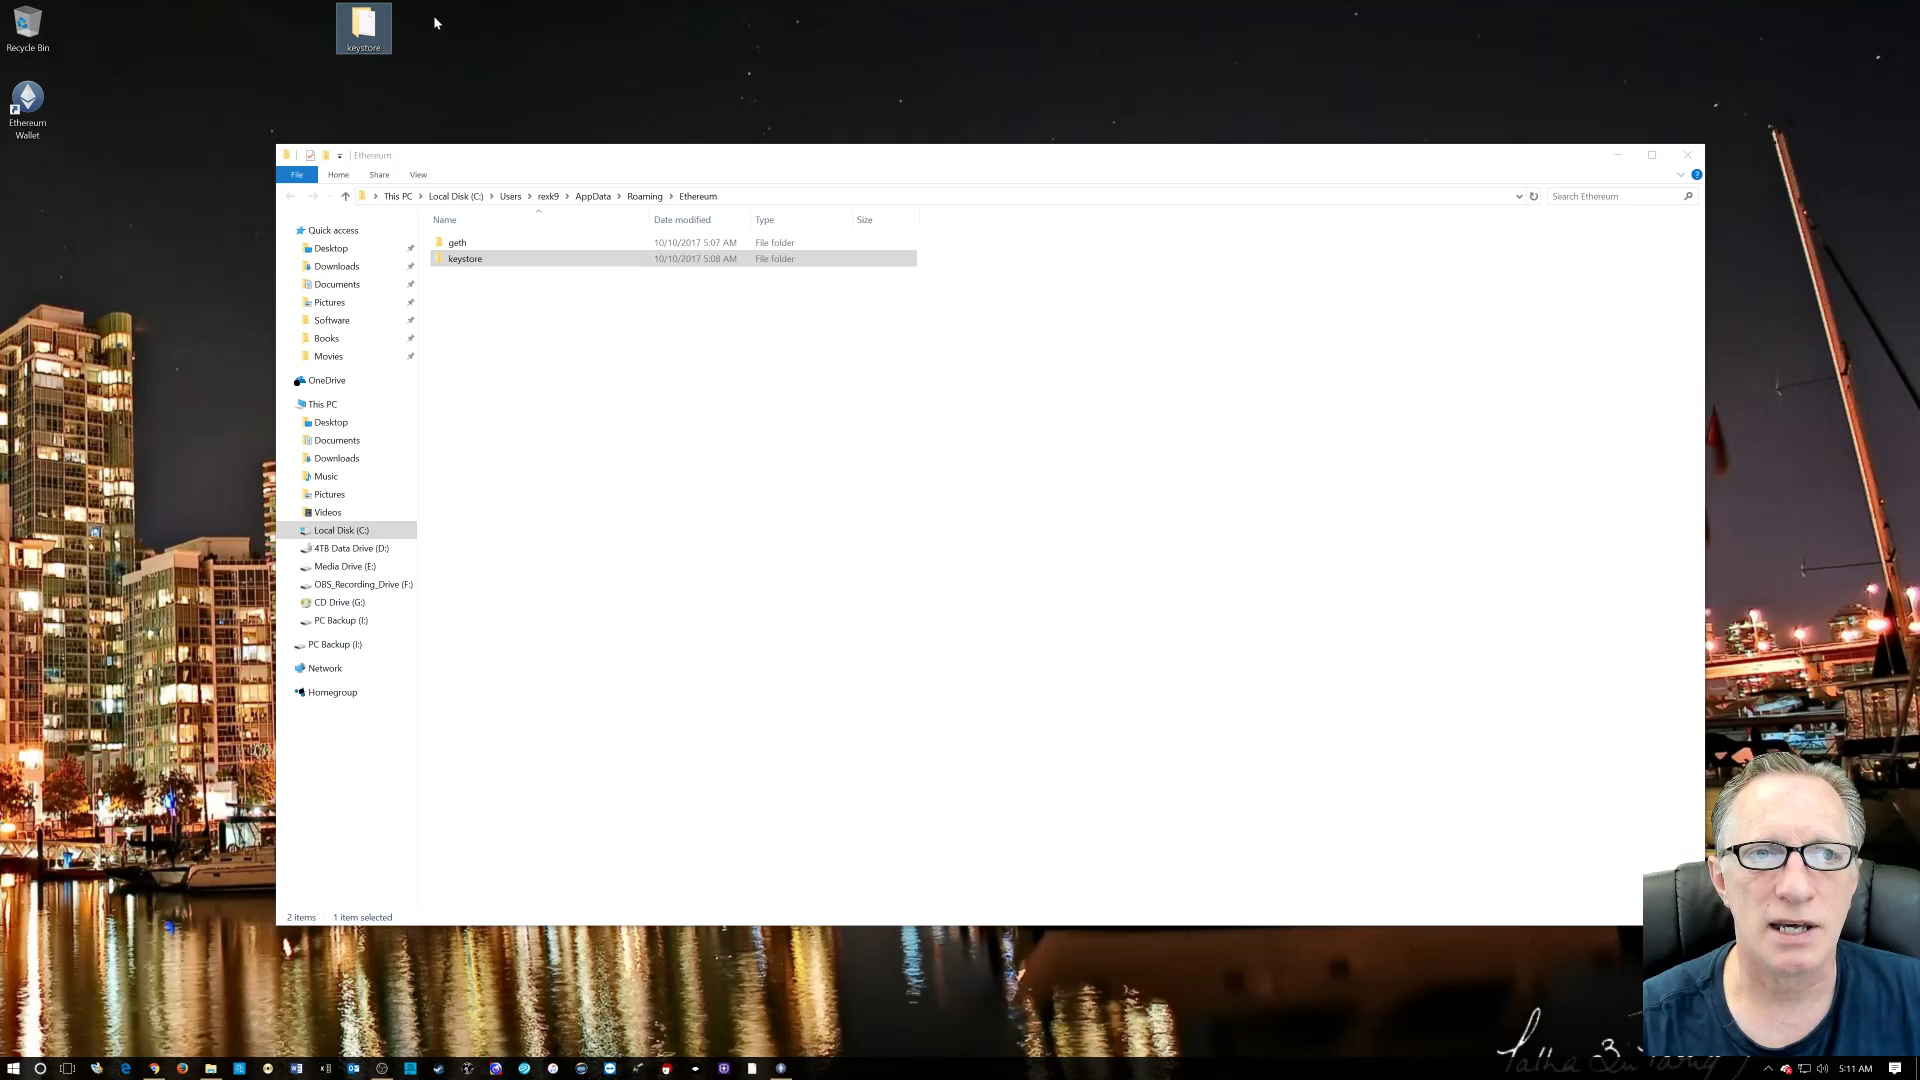 Recycle Bin
keystore
Ethereum
Wallet
Ethereum
File
Home
Share
View
This PC
Local Disk (C:)
Users
rexk9
AppData
Roaming
Ethereum
Search Ethereum
Name
Date modified
Type
Size
geth
10/10/2017 5:07 AM
File folder
keystore
10/10/2017 5:08 AM
File folder
Quick access
Desktop
Downloads
Documents
Pictures
Software
Books
Movies
OneDrive
This PC
Desktop
Documents
Downloads
Music
Pictures
Videos
Local Disk (C:)
4TB Data Drive (D:)
Media Drive (E:)
OBS_Recording_Drive (F:)
CD Drive (G:)
PC Backup (I:)
PC Backup (I:)
Network
Homegroup
2 items
1 item selected
5:11 AM